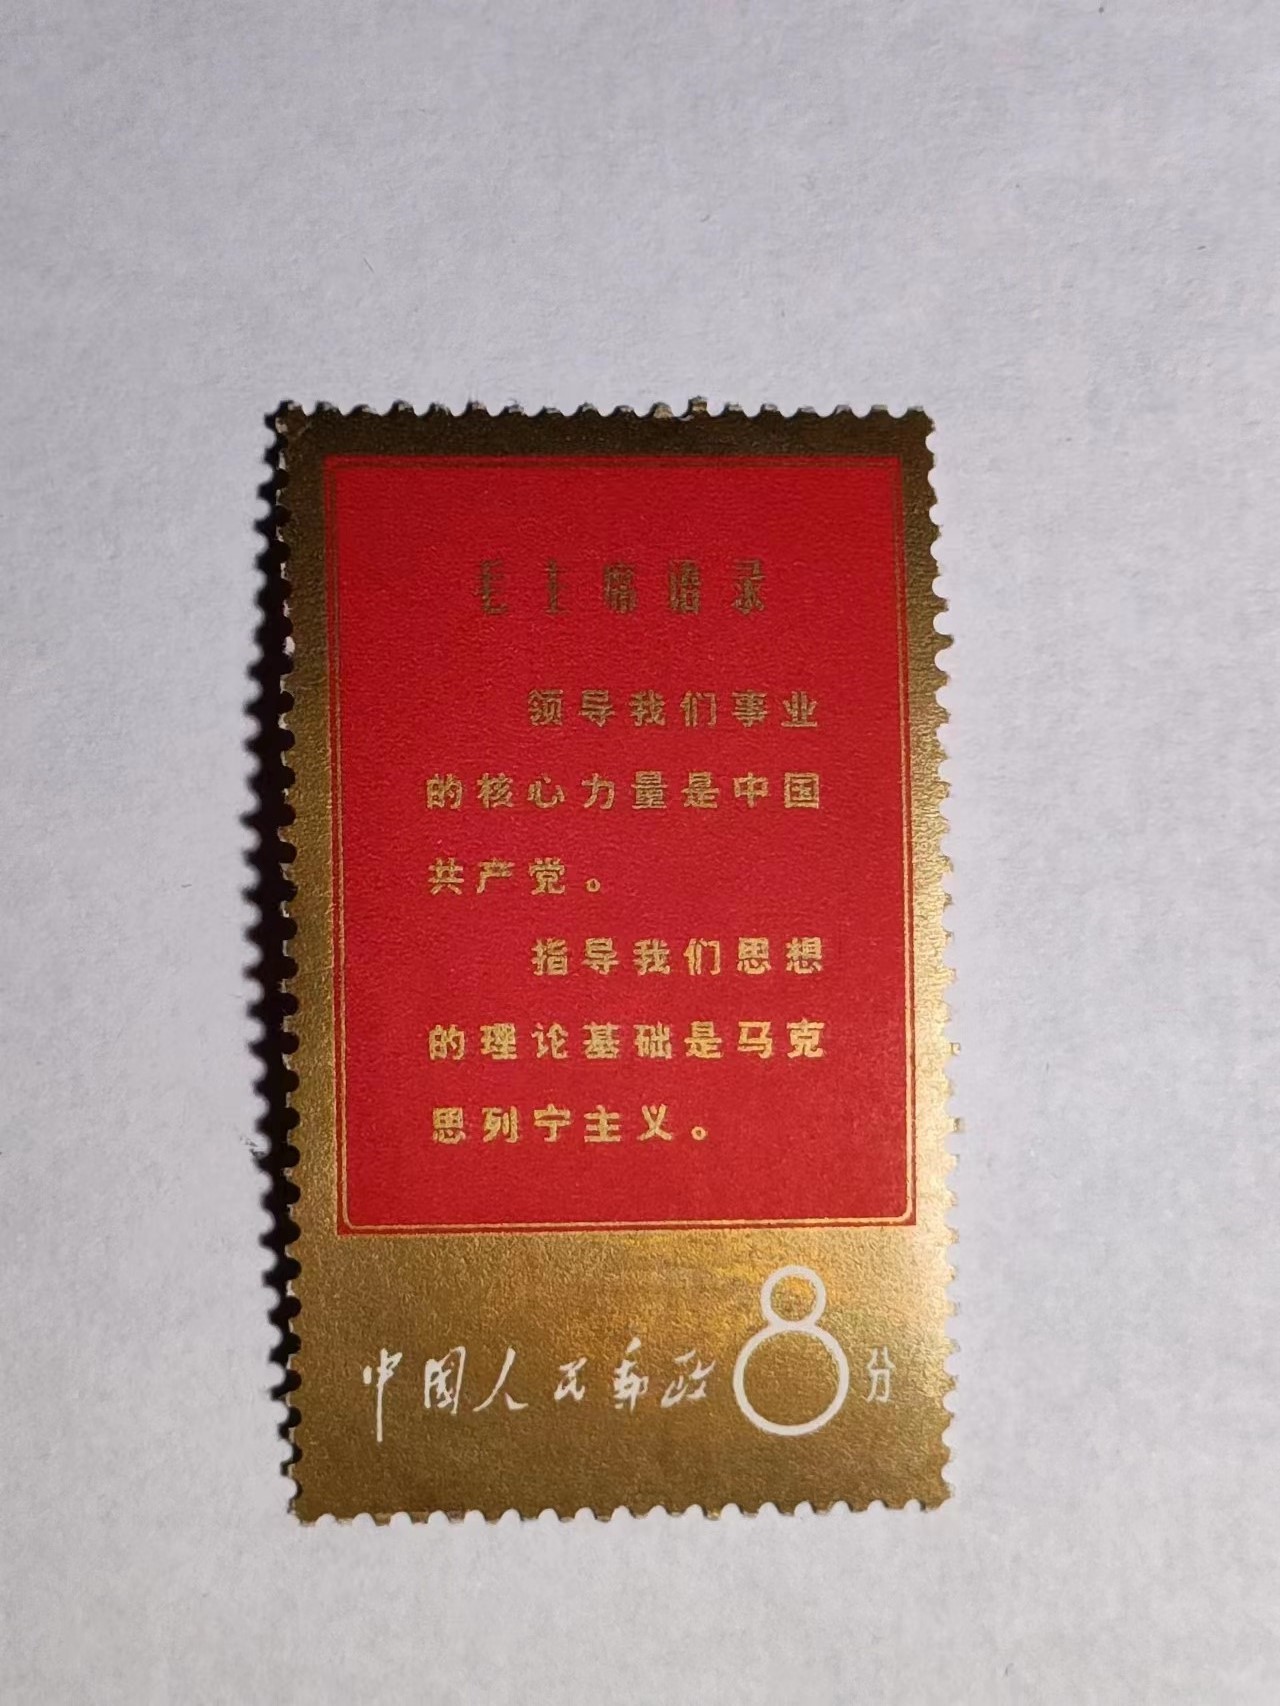 毛主席语录
领导我们事业
的核心力量是中国
共产党。
指导我们思想
的理论基础是马克
思列宁主义。
中国人民邮政8分